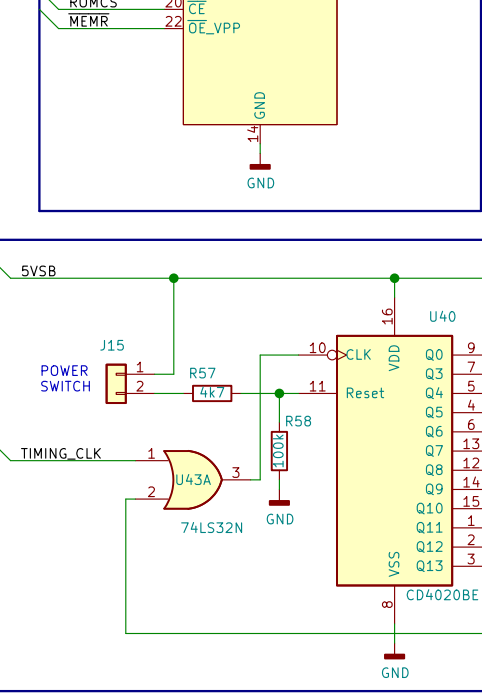 ROMCS
20
CE
MEMR
22
OE_VPP
GND
14
GND
5VSB
16
U40
J15
10
CLK
VDD
Q0
9
POWER
SWITCH
1
2
R57
4k7
11
Reset
Q3
7
Q4
5
Q5
4
R58
100k
Q6
6
TIMING_CLK
1
Q7
13
Q8
12
U43A
3
2
Q9
14
GND
Q10
15
74LS32N
Q11
1
Q12
2
VSS
Q13
3
CD4020BE
8
GND